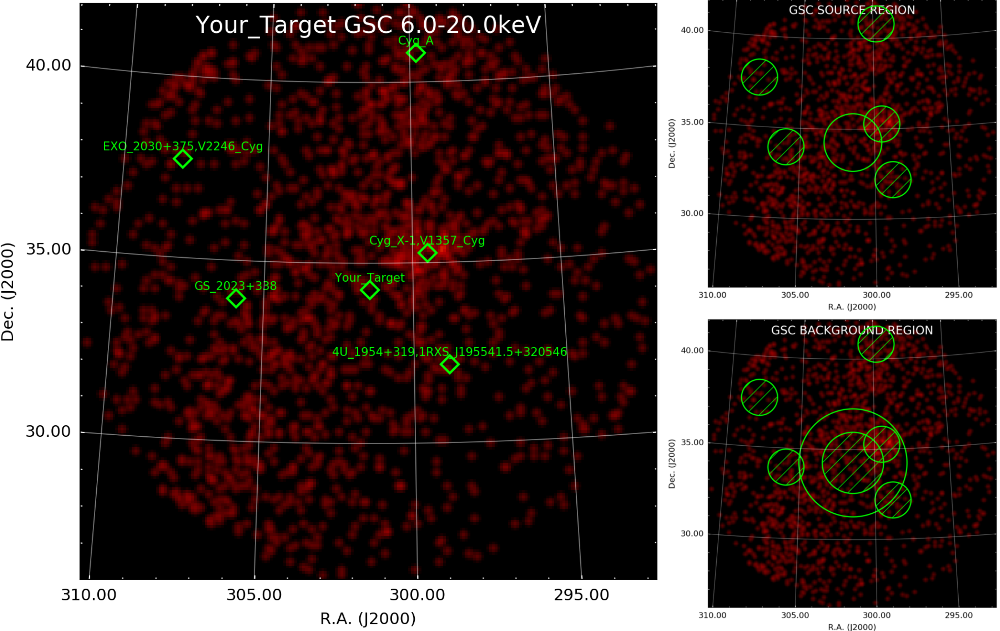 Your_Target GSC 6.0-20.0keV
Cyg_A
40.00
EXO_2030+375,V2246_Cyg
Cyg_X-1,V1357_Cyg
35.00
Your_Target
GS_2023+338
4U_1954+319,1RXS_J195541.5+320546
30.00
Dec. (J2000)
310.00 305.00 300.00 295.00
R.A. (J2000)
GSC SOURCE REGION
40.00
35.00
30.00
Dec. (J2000)
310.00 305.00 300.00 295.00
R.A. (J2000)
GSC BACKGROUND REGION
40.00
35.00
30.00
Dec. (J2000)
310.00 305.00 300.00 295.00
R.A. (J2000)